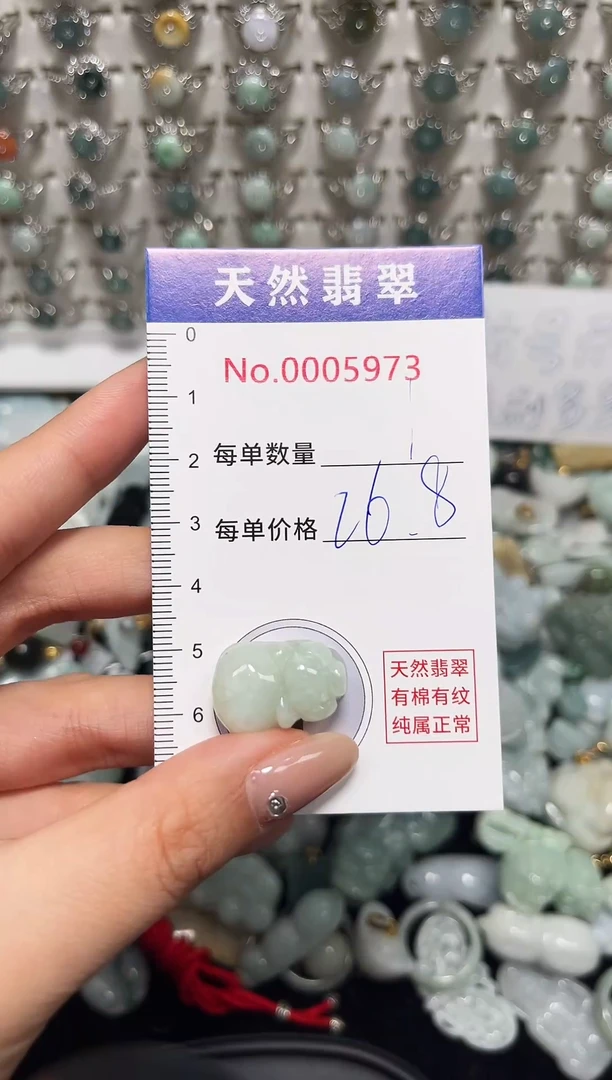 天然翡翠
No.0005973
0
1
每单数量 1
2
每单价格 26.8
3
4
5
6
天然翡翠
有棉有纹
纯属正常